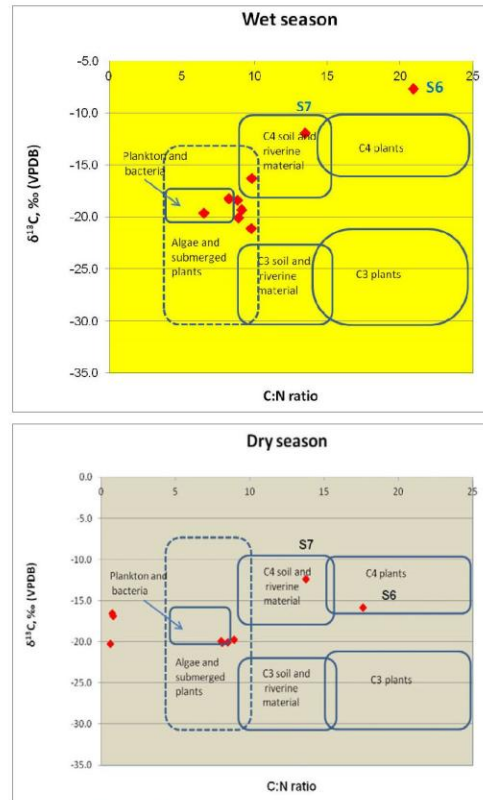 Wet season
0 5 10 15 20 25
-5.0
-10.0
-15.0
-20.0
-25.0
-30.0
-35.0
δ¹³C, ‰ (VPDB)
S6
S7
C4 soil and
riverine
material
C4 plants
Plankton and
bacteria
Algae and
submerged
plants
C3 soil and
riverine
material
C3 plants
C:N ratio
Dry season
0.0
0 5 10 15 20 25
-5.0
-10.0
-15.0
-20.0
-25.0
-30.0
-35.0
δ¹³C, ‰ (VPDB)
S7
C4 soil and
riverine
material
C4 plants
S6
Plankton and
bacteria
Algae and
submerged
plants
C3 soil and
riverine
material
C3 plants
C:N ratio